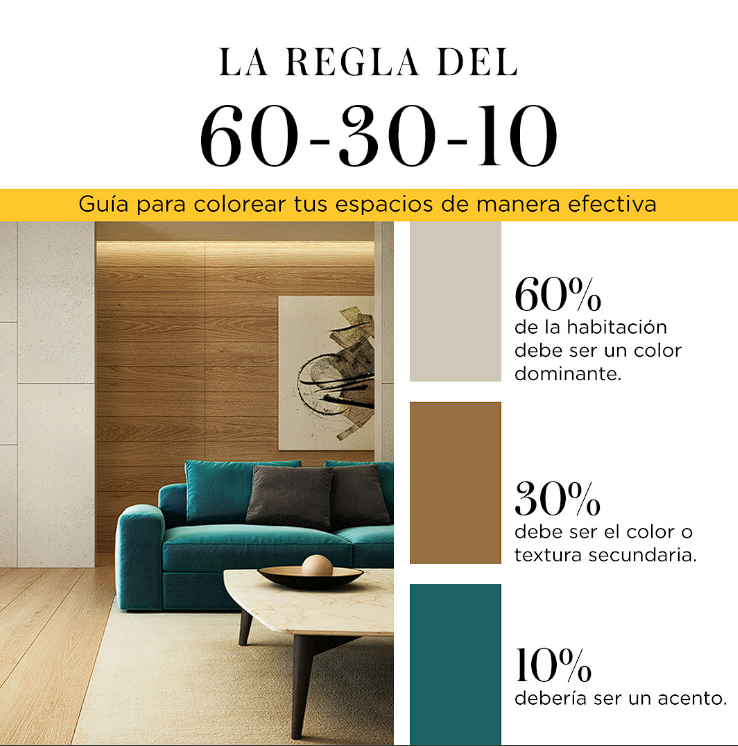 LA REGLA DEL
60-30-10
Guía para colorear tus espacios de manera efectiva
60%
de la habitación
debe ser un color
dominante.
30%
debe ser el color o
textura secundaria.
10%
debería ser un acento.